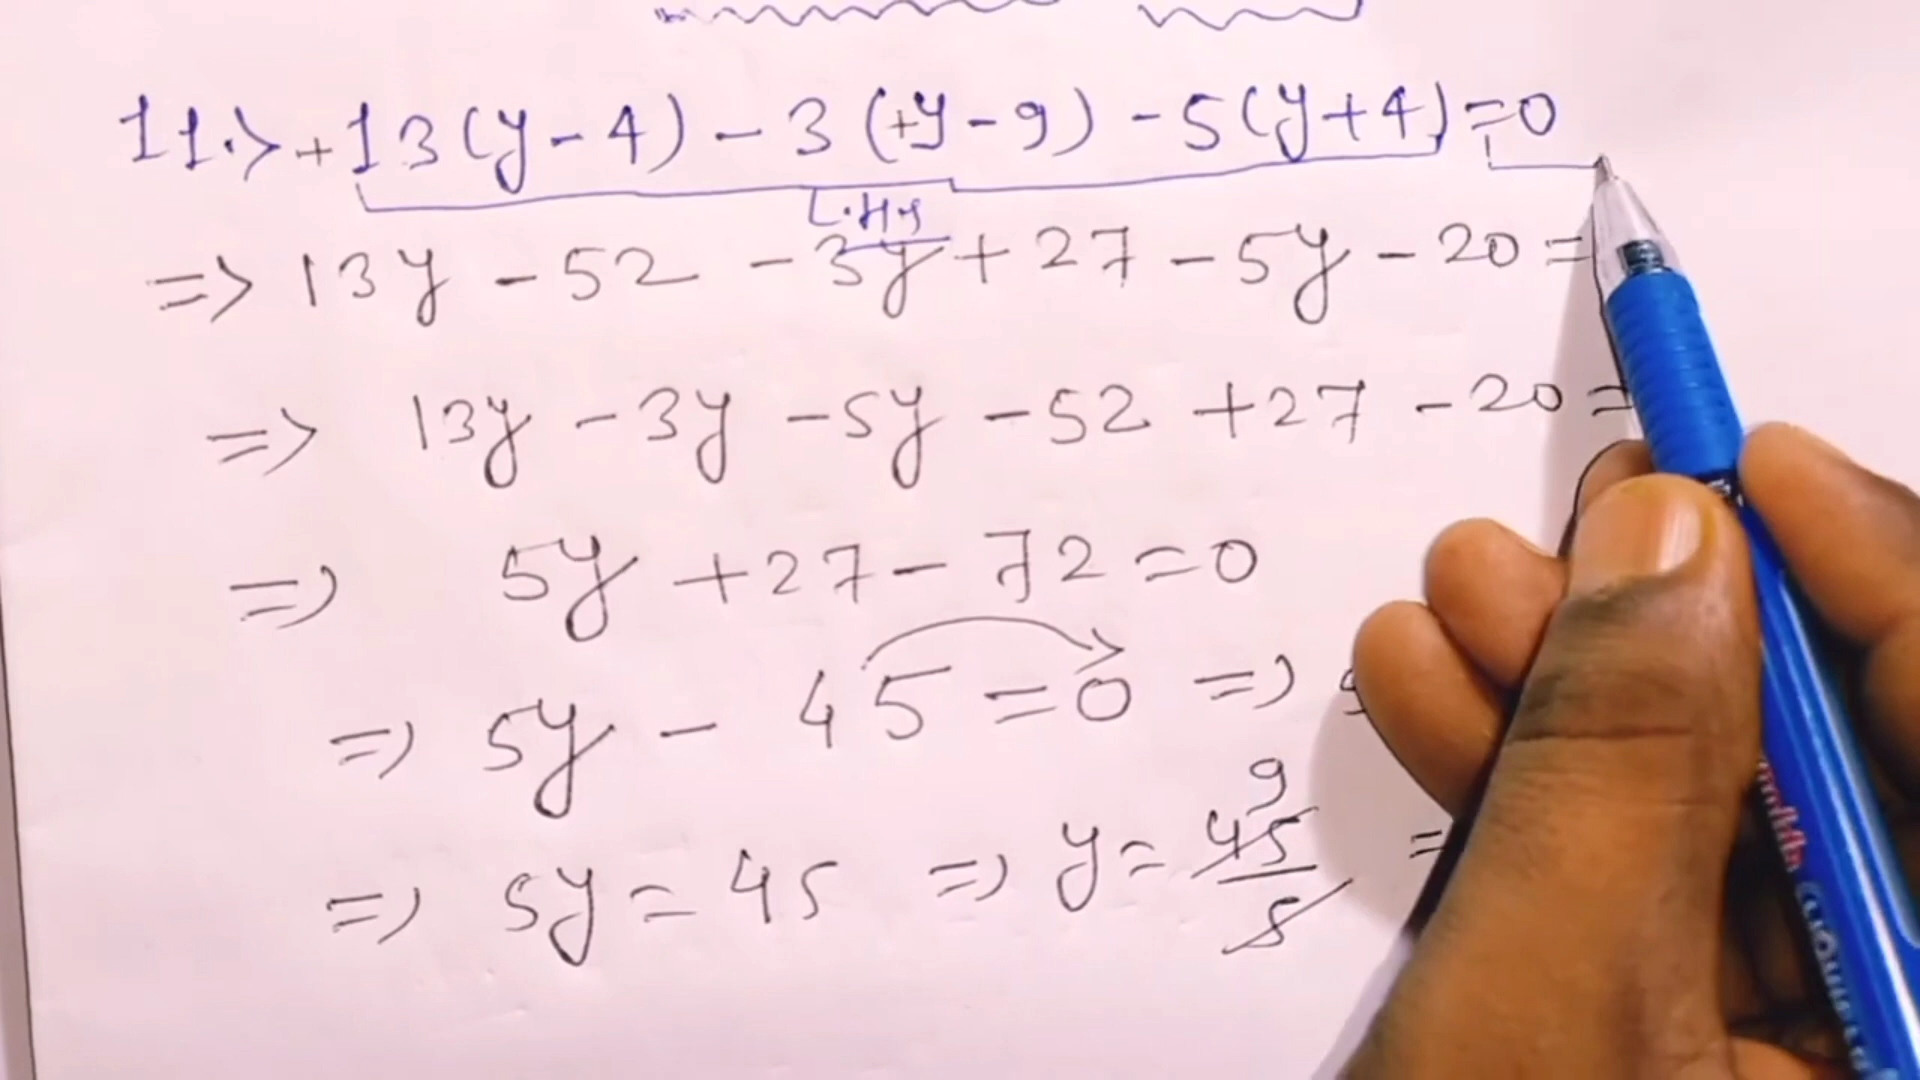 11.> +13(y-4) - 3(+y-9) - 5(y+4) = 0
L.HS
=> 13y - 52 - 3y + 27 - 5y - 20 =
=> 13y - 3y - 5y - 52 + 27 - 20 =
=> 5y + 27 - 72 = 0
=> 5y - 45 = 0 =>
=> 5y = 45 => y = 45/5 =
9